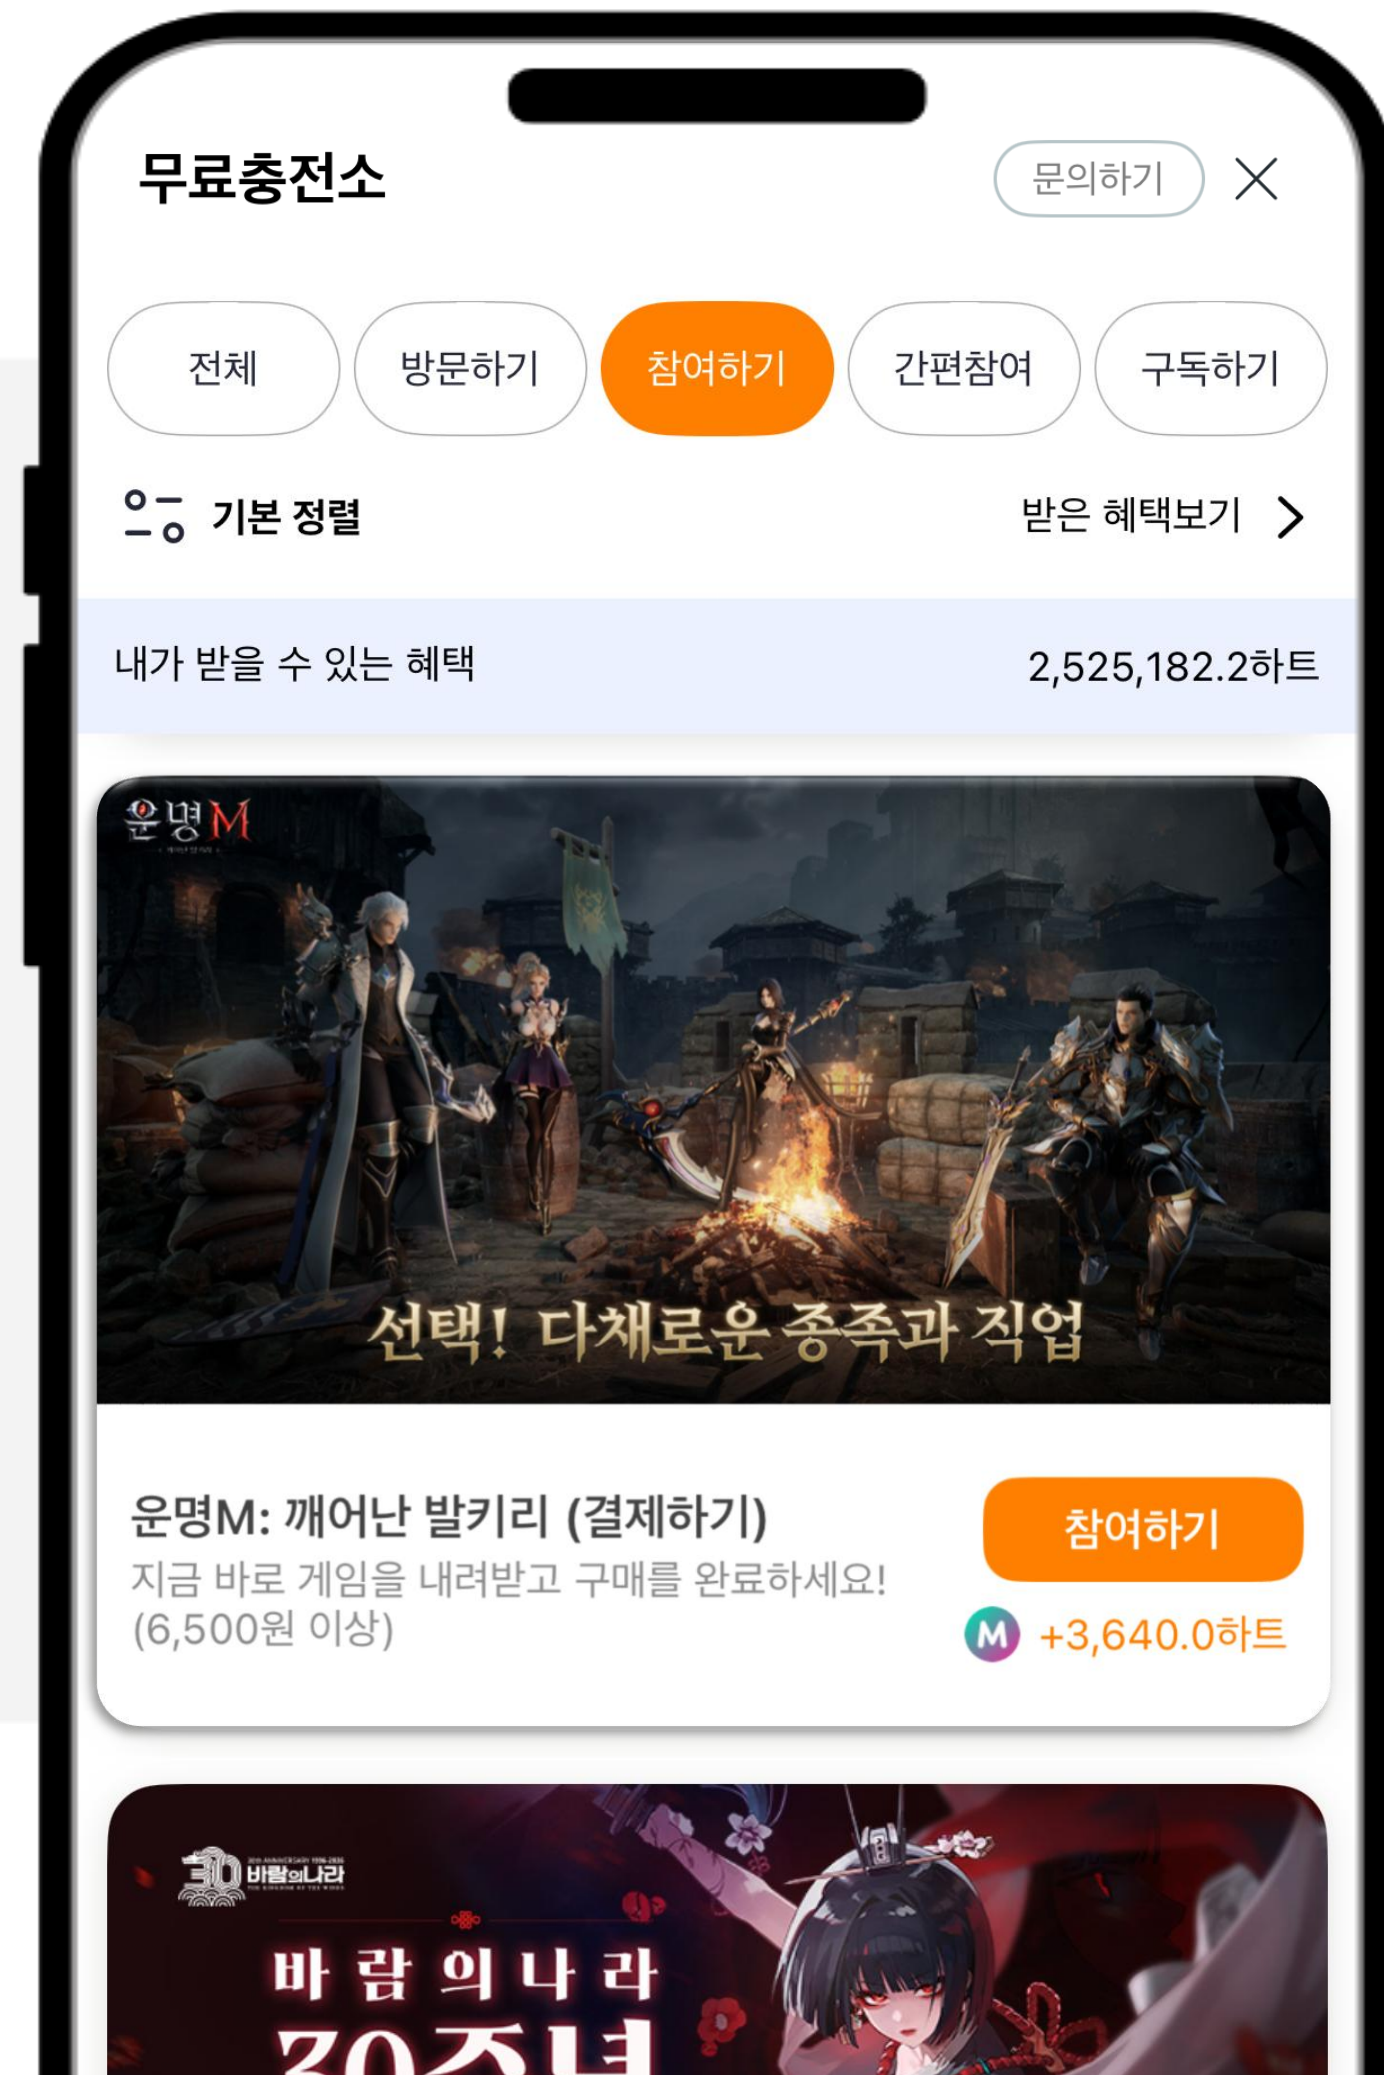 무료충전소
문의하기
전체 방문하기 참여하기 간편참여 구독하기
기본 정렬
받은 혜택보기
내가 받을 수 있는 혜택
2,525,182.2하트
운명M
선택! 다채로운 종족과 직업
운명M: 깨어난 발키리 (결제하기)
지금 바로 게임을 내려받고 구매를 완료하세요!
(6,500원 이상)
참여하기
M +3,640.0하트
30 바람의나라
바람의나라
30주년